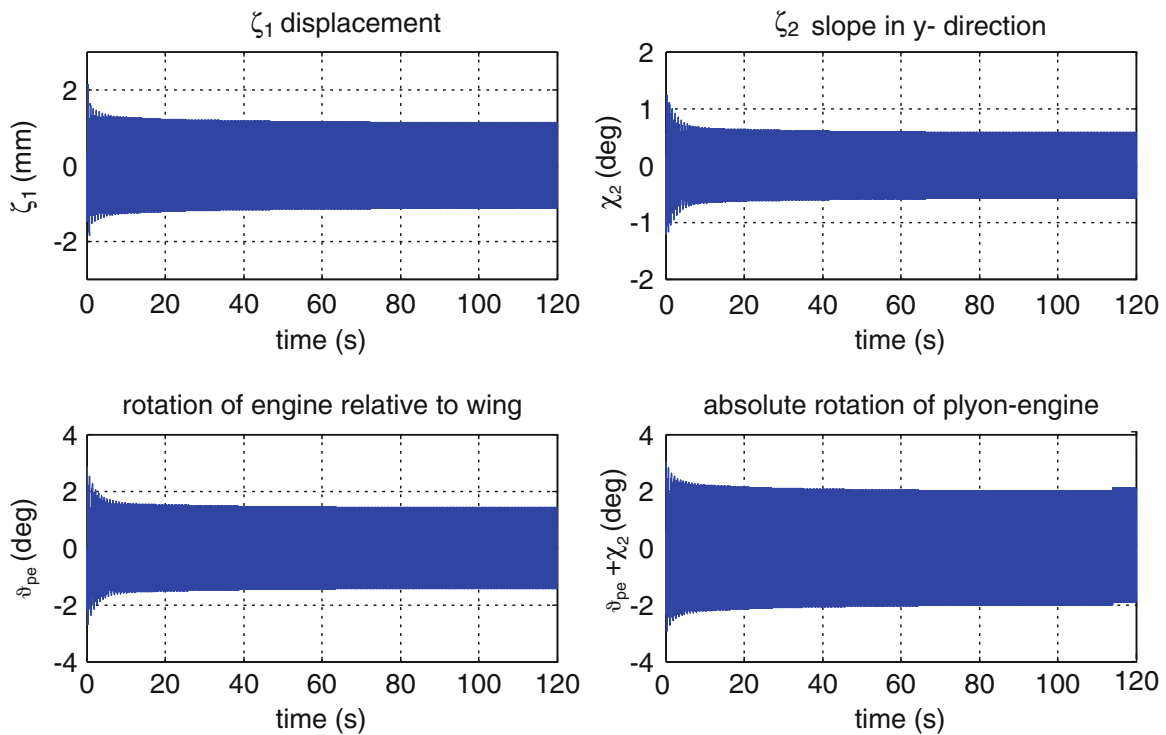 ζ1 displacement
ζ1 (mm)
2
0
-2
0 20 40 60 80 100 120
time (s)
ζ2 slope in y- direction
χ2 (deg)
2
1
0
-1
-2
0 20 40 60 80 100 120
time (s)
rotation of engine relative to wing
ϑpe (deg)
4
2
0
-2
-4
0 20 40 60 80 100 120
time (s)
absolute rotation of plyon-engine
ϑpe +χ2 (deg)
4
2
0
-2
-4
0 20 40 60 80 100 120
time (s)